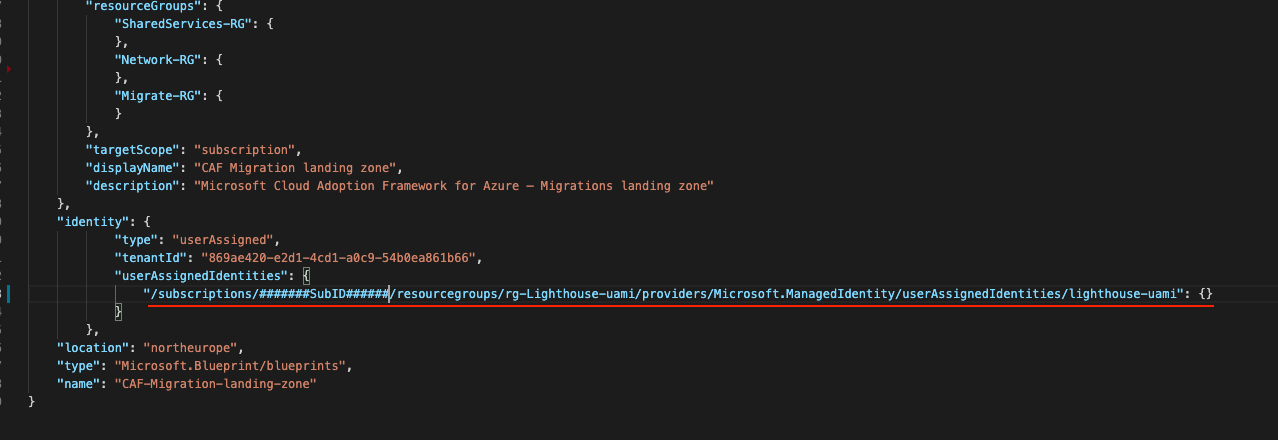 "resourceGroups": {
"SharedServices-RG": {
},
"Network-RG": {
},
"Migrate-RG": {
}
},
"targetScope": "subscription",
"displayName": "CAF Migration landing zone",
"description": "Microsoft Cloud Adoption Framework for Azure – Migrations landing zone"
},
"identity": {
"type": "userAssigned",
"tenantId": "869ae420-e2d1-4cd1-a0c9-54b0ea861b66",
"userAssignedIdentities": {
"/subscriptions/#######SubID######/resourcegroups/rg-Lighthouse-uami/providers/Microsoft.ManagedIdentity/userAssignedIdentities/lighthouse-uami": {}
}
},
"location": "northeurope",
"type": "Microsoft.Blueprint/blueprints",
"name": "CAF-Migration-landing-zone"
}